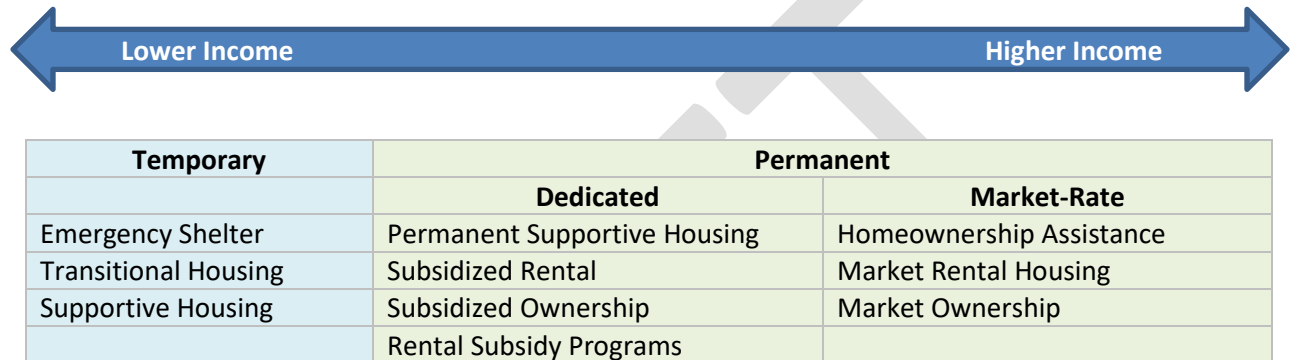 Lower Income Higher Income
Temporary Permanent
Dedicated Market-Rate
Emergency Shelter Permanent Supportive Housing Homeownership Assistance
Transitional Housing Subsidized Rental Market Rental Housing
Supportive Housing Subsidized Ownership Market Ownership
Rental Subsidy Programs